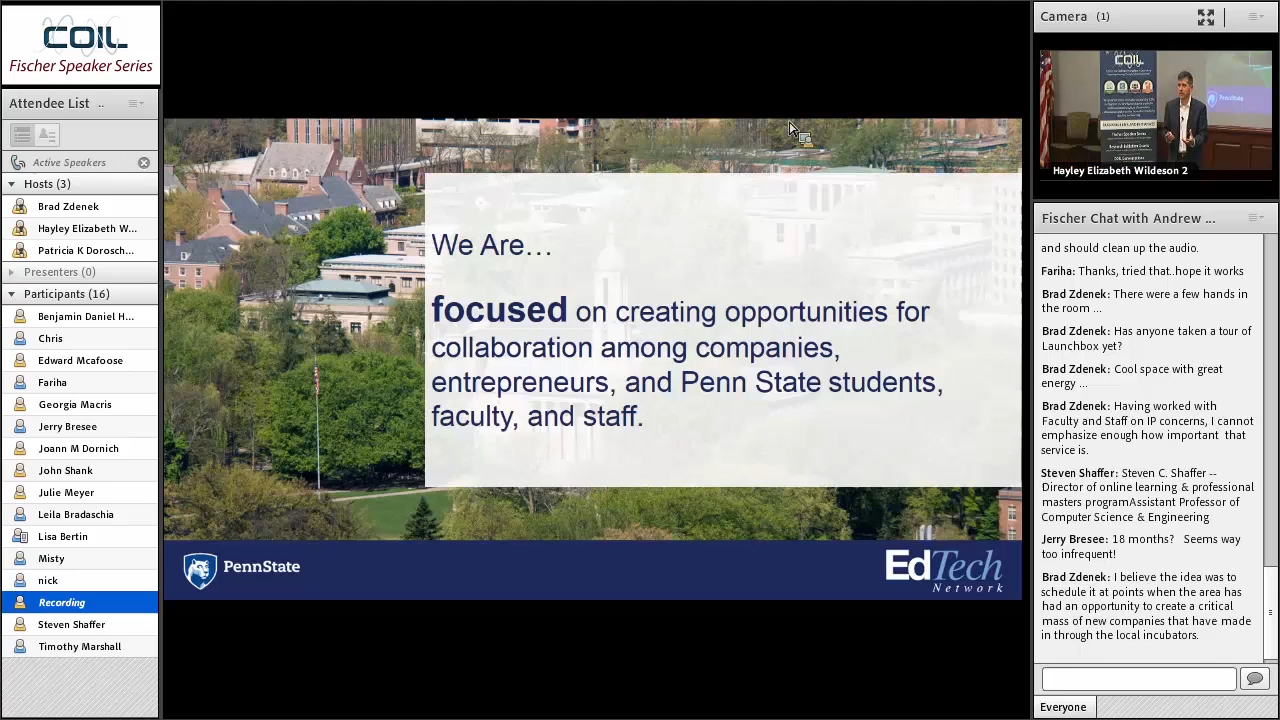 COIL
Fischer Speaker Series
Attendee List ..
Active Speakers
Hosts (3)
Brad Zdenek
Hayley Elizabeth W...
Patricia K Dorosch...
Presenters (0)
Participants (16)
Benjamin Daniel H...
Chris
Edward Mcafoose
Fariha
Georgia Macris
Jerry Bresee
Joann M Dornich
John Shank
Julie Meyer
Leila Bradaschia
Lisa Bertin
Misty
nick
Recording
Steven Shaffer
Timothy Marshall
We Are...
focused on creating opportunities for
collaboration among companies,
entrepreneurs, and Penn State students,
faculty, and staff.
PennState
EdTech
Network
Camera (1)
COIL
PennState
Hayley Elizabeth Wildeson 2
Fischer Chat with Andrew ...
and should clean up the audio.
Fariha: Thanks, tried that..hope it works
Brad Zdenek: There were a few hands in
the room ...
Brad Zdenek: Has anyone taken a tour of
Launchbox yet?
Brad Zdenek: Cool space with great
energy ...
Brad Zdenek: Having worked with
Faculty and Staff on IP concerns, I cannot
emphasize enough how important that
service is.
Steven Shaffer: Steven C. Shaffer --
Director of online learning & professional
masters programAssistant Professor of
Computer Science & Engineering
Jerry Bresee: 18 months? Seems way
too infrequent!
Brad Zdenek: I believe the idea was to
schedule it at points when the area has
had an opportunity to create a critical
mass of new companies that have made
in through the local incubators.
Everyone